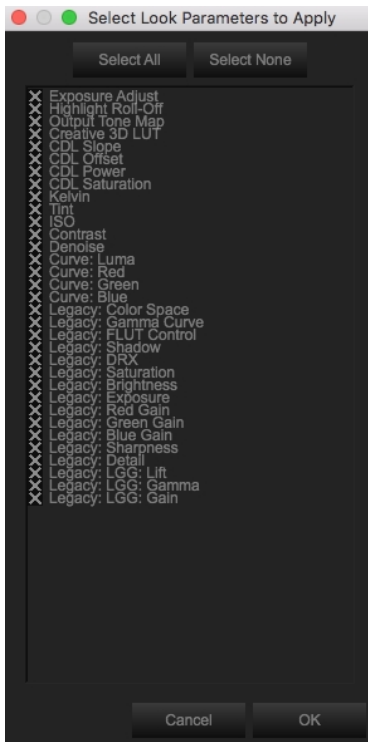 Select Look Parameters to Apply
Select All Select None
Exposure Adjust
Highlight Roll-Off
Output Tone Map
Creative 3D LUT
CDL Slope
CDL Offset
CDL Power
CDL Saturation
Kelvin
Tint
ISO
Contrast
Denoise
Curve: Luma
Curve: Red
Curve: Green
Curve: Blue
Legacy: Color Space
Legacy: Gamma Curve
Legacy: FLUT Control
Legacy: Shadow
Legacy: DRX
Legacy: Saturation
Legacy: Brightness
Legacy: Exposure
Legacy: Red Gain
Legacy: Green Gain
Legacy: Blue Gain
Legacy: Sharpness
Legacy: Detail
Legacy: LGG: Lift
Legacy: LGG: Gamma
Legacy: LGG: Gain
Cancel OK